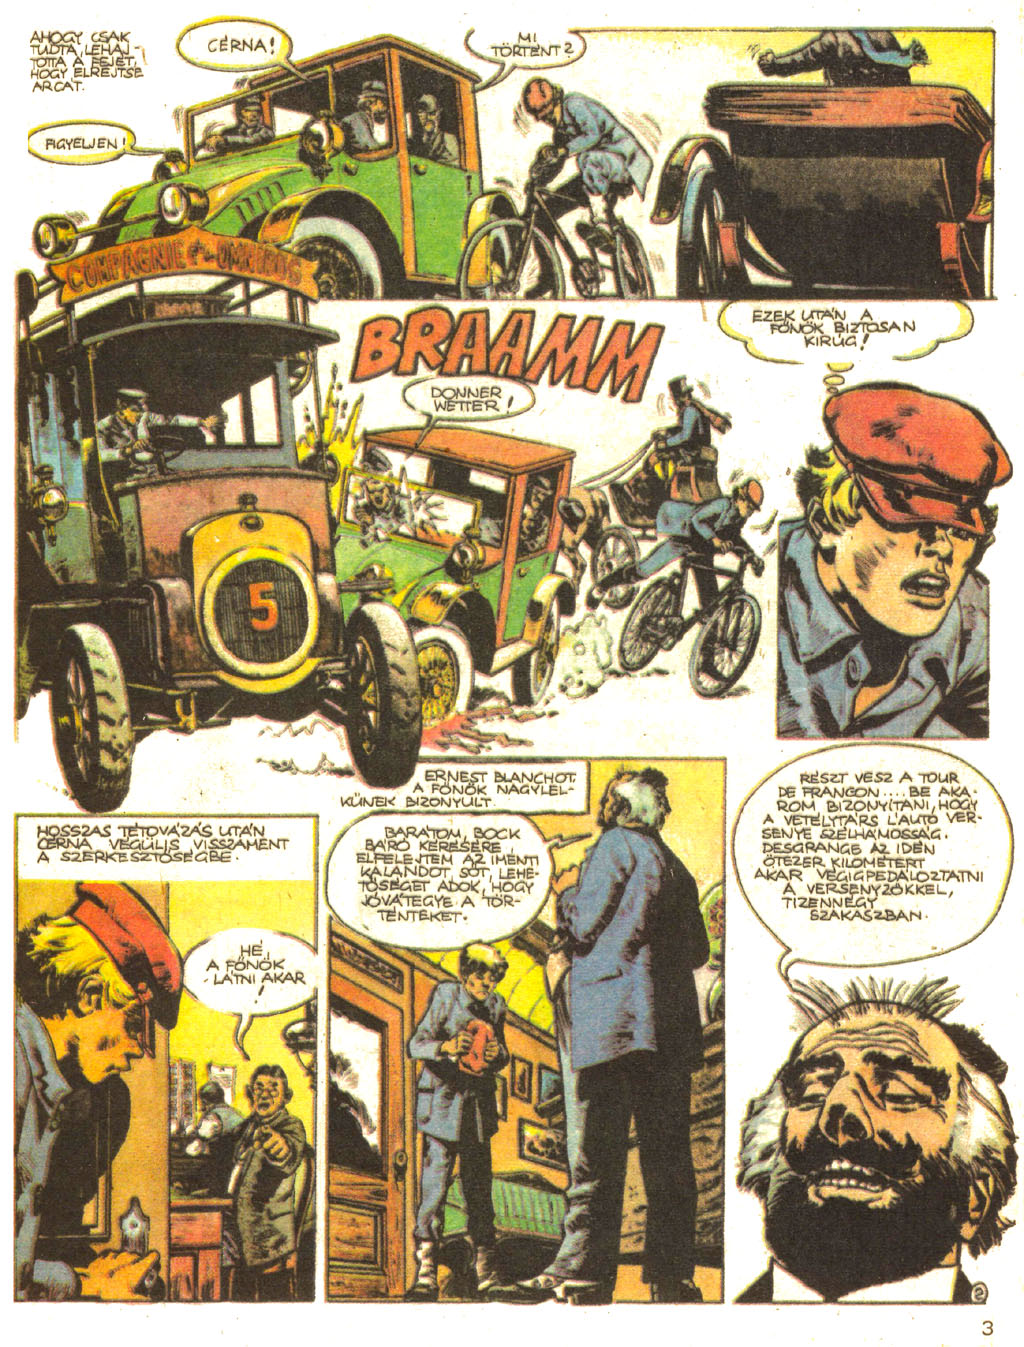 AHOGY CSAK
TUDTA, LEHAJ-
TOTTA A FEJÉT,
HOGY ELREJTSE
ARCÁT.
CÉRNA!
MI
TÖRTÉNT?
FIGYELJEN!
COMPAGNIE DES OMNIBUS
BRAAMM
DONNER
WETTER!
5
EZEK UTÁN A
FŐNÖK BIZTOSAN
KIRÚG!
HOSSZAS TÉTOVÁZÁS UTÁN
CÉRNA VÉGÜLIS VISSZAMENT
A SZERKESZTŐSÉGBE.
HÉ,
A FŐNÖK
LÁTNI AKAR
!
ERNEST BLANCHOT.
A FŐNÖK NAGYLEL-
KŰNEK BIZONYULT.
BARÁTOM, BOCK
BÁRÓ KÉRÉSÉRE
ELFELEJTEM AZ IMÉNTI
KALANDOT, SŐT, LEHE-
TŐSÉGET ADOK, HOGY
JÓVÁTEGYE A TÖR-
TÉNTEKET.
RÉSZT VESZ A TOUR
DE FRANCON.... BE AKA-
ROM BIZONYÍTANI, HOGY
A VETÉLYTÁRS L'AUTO VER-
SENYE SZÉLHÁMOSSÁG.
DESGRANGE AZ IDÉN
ÖTEZER KILOMÉTERT
AKAR VÉGIGPEDÁLOZTATNI
A VERSENYZŐKKEL,
TIZENNÉGY
SZAKASZBAN.
2
3